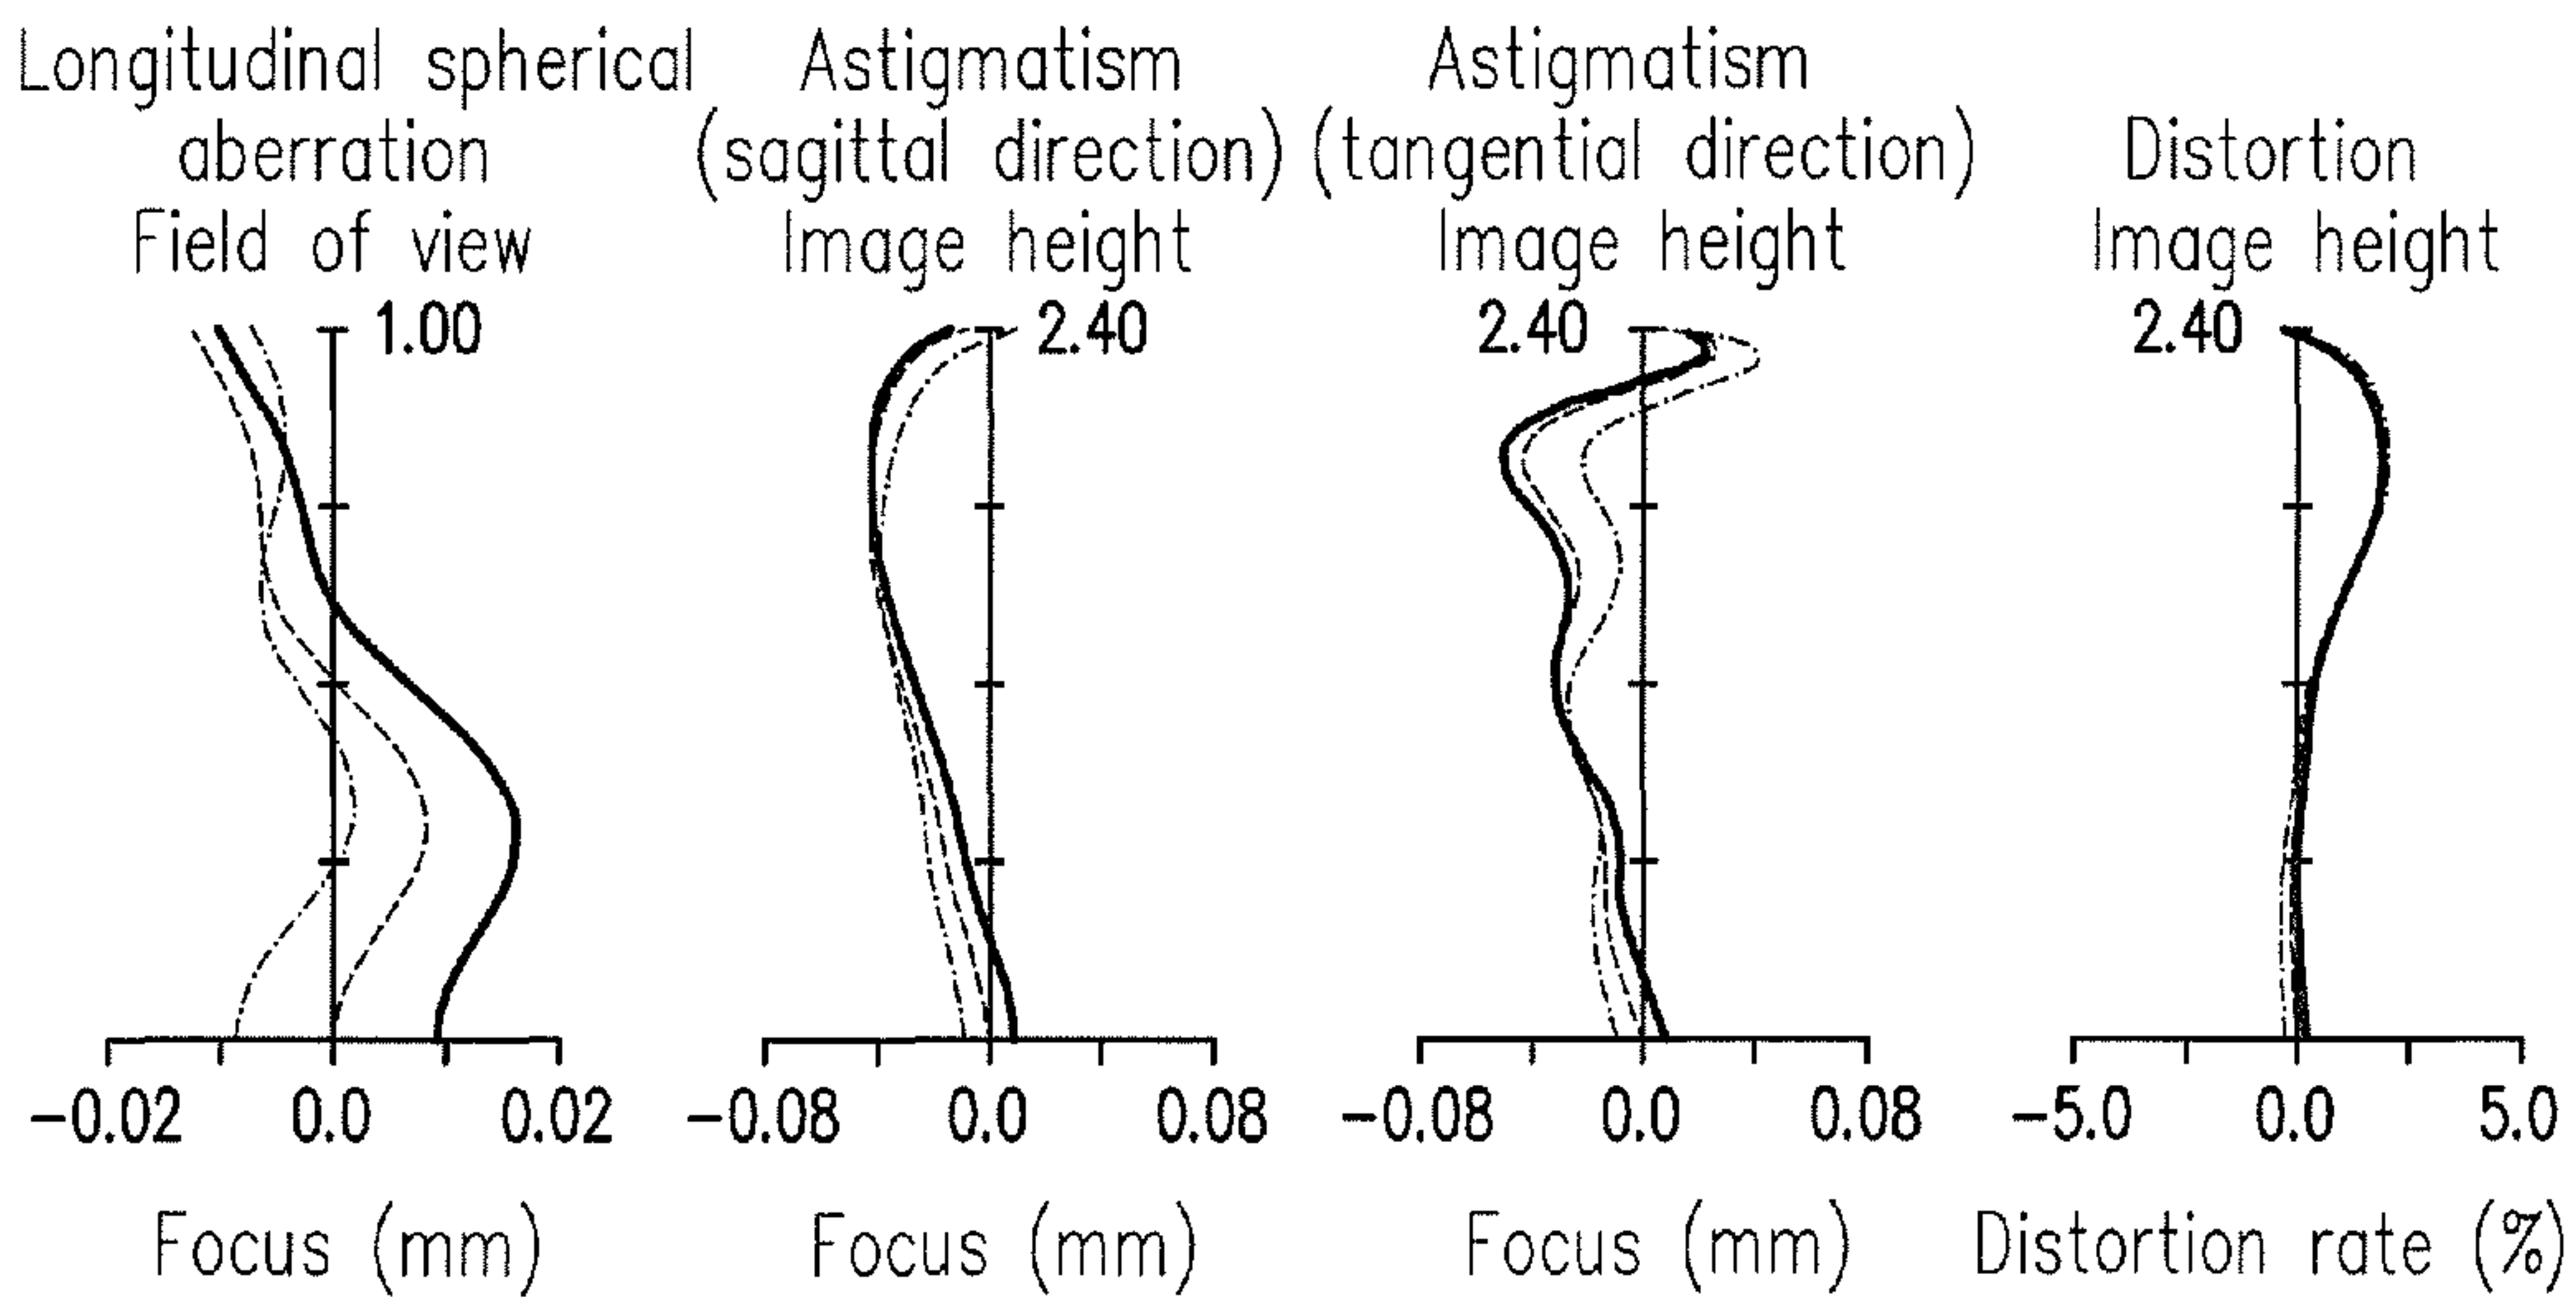 Longitudinal spherical
aberration
Field of view
1.00
-0.02 0.0 0.02
Focus (mm)
Astigmatism
(sagittal direction)
Image height
2.40
-0.08 0.0 0.08
Focus (mm)
Astigmatism
(tangential direction)
Image height
2.40
-0.08 0.0 0.08
Focus (mm)
Distortion
Image height
2.40
-5.0 0.0 5.0
Distortion rate (%)